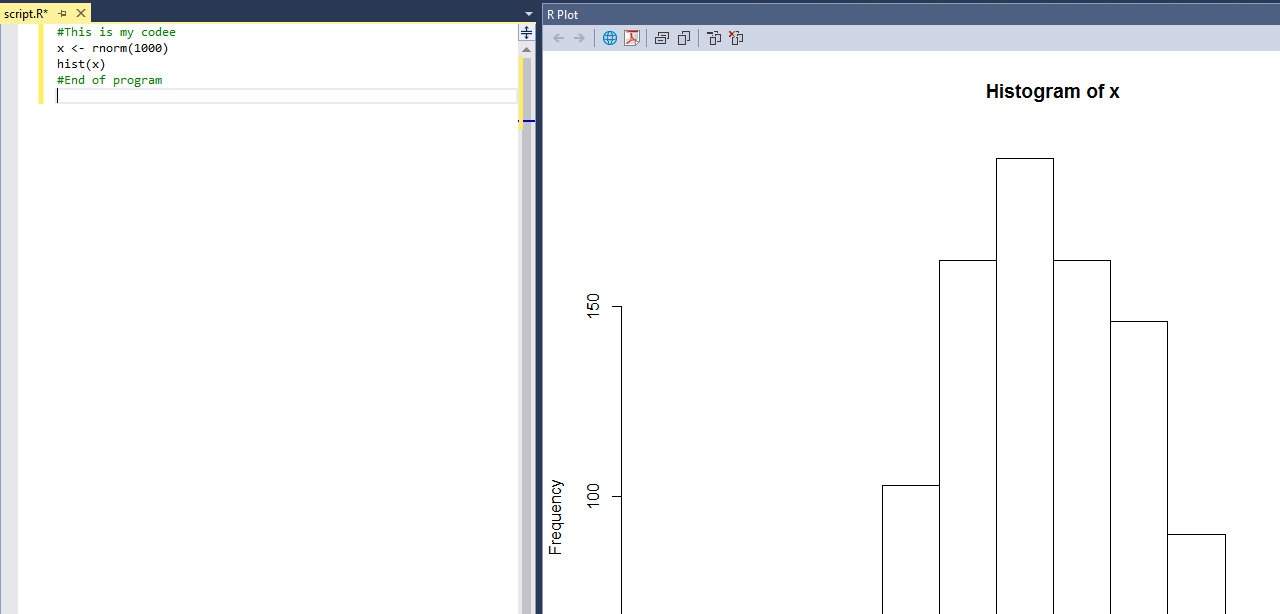 script.R*
#This is my codee
x <- rnorm(1000)
hist(x)
#End of program
R Plot
Histogram of x
150
100
Frequency